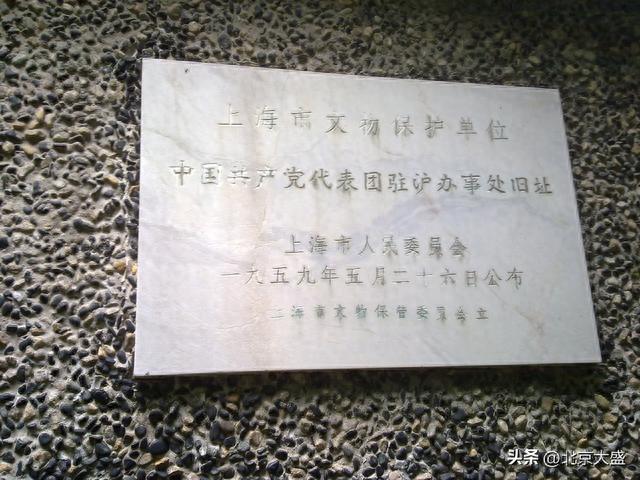 上海市文物保护单位
中国共产党代表团驻沪办事处旧址
上海市人民委员会
一九五九年五月二十六日公布
上海市文物保管委员会立
头条 @北京大盛